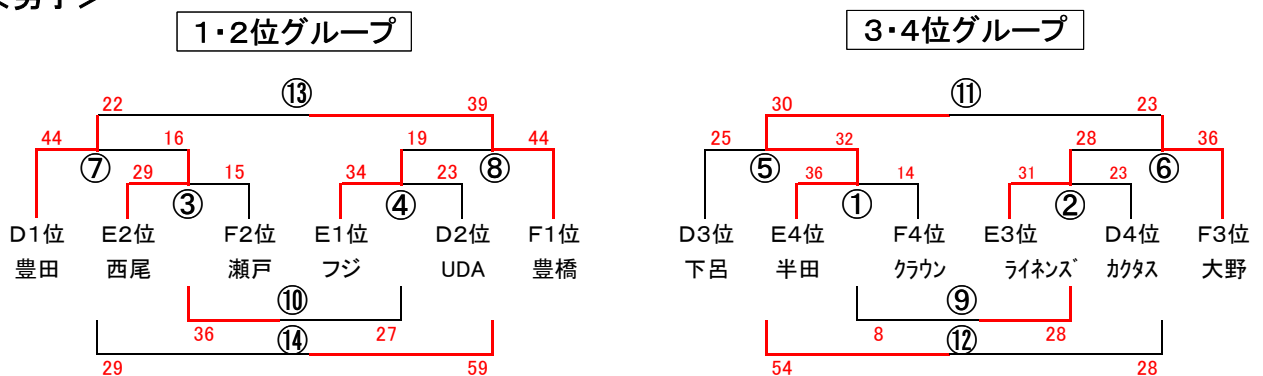 1・2位グループ
3・4位グループ
⑬
⑪
22
39
30
23
44
16
19
44
25
32
28
36
⑦
⑧
⑤
⑥
29
15
34
23
36
14
31
23
③
④
①
②
D1位
E2位
F2位
E1位
D2位
F1位
D3位
E4位
F4位
E3位
D4位
F3位
豊田
西尾
瀬戸
フジ
UDA
豊橋
下呂
半田
クラウン
ライネンズ
カクタス
大野
⑩
⑨
36
27
8
28
⑭
⑫
29
59
54
28